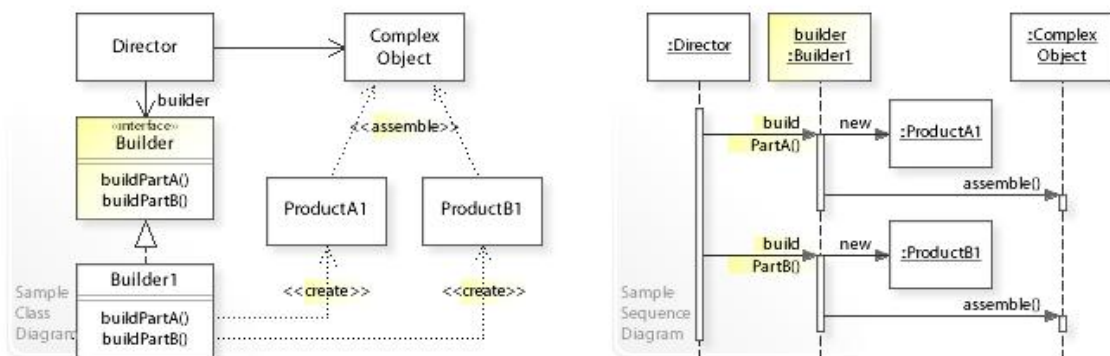 Director
Complex
Object
builder
«interface»
Builder
buildPartA()
buildPartB()
<<assemble>>
ProductA1
ProductB1
Builder1
buildPartA()
buildPartB()
<<create>>
<<create>>
Sample
Class
Diagram
:Director
builder
:Builder1
:Complex
Object
build
PartA()
new
:ProductA1
assemble()
build
PartB()
new
:ProductB1
assemble()
Sample
Sequence
Diagram